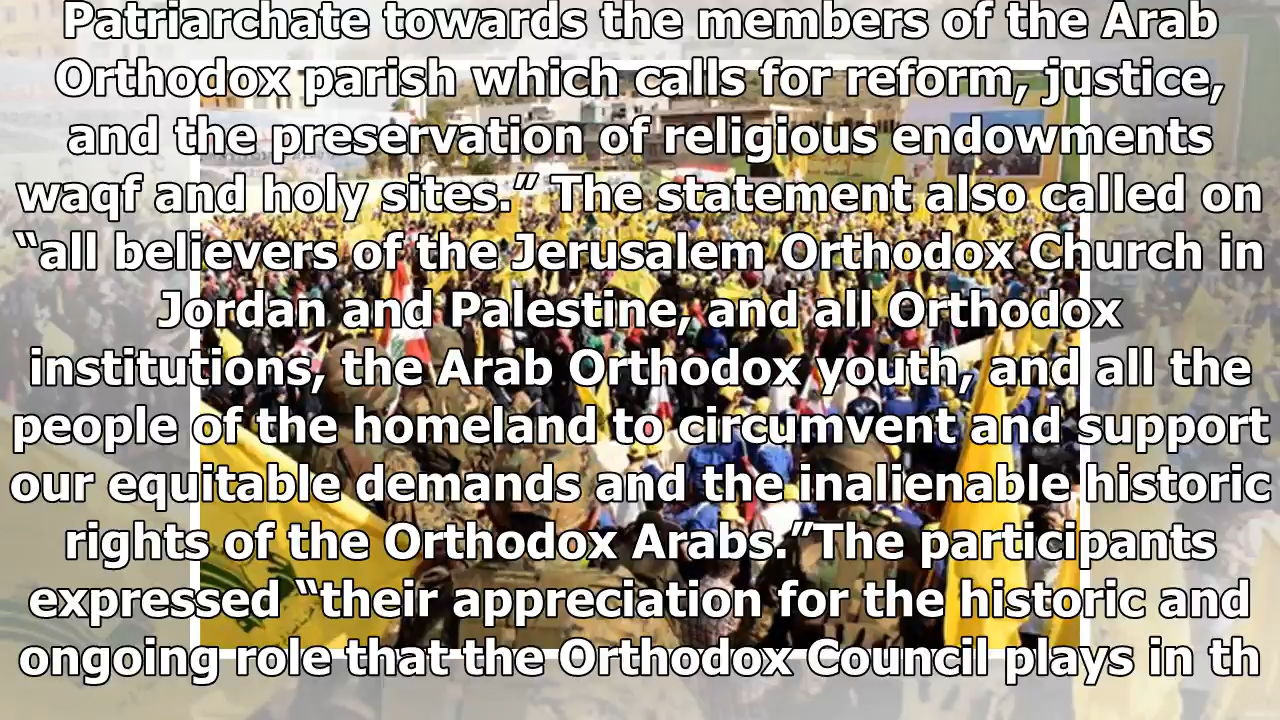 Patriarchate towards the members of the Arab
Orthodox parish which calls for reform, justice,
and the preservation of religious endowments
waqf and holy sites.” The statement also called on
“all believers of the Jerusalem Orthodox Church in
Jordan and Palestine, and all Orthodox
institutions, the Arab Orthodox youth, and all the
people of the homeland to circumvent and support
our equitable demands and the inalienable historic
rights of the Orthodox Arabs.”The participants
expressed “their appreciation for the historic and
ongoing role that the Orthodox Council plays in th